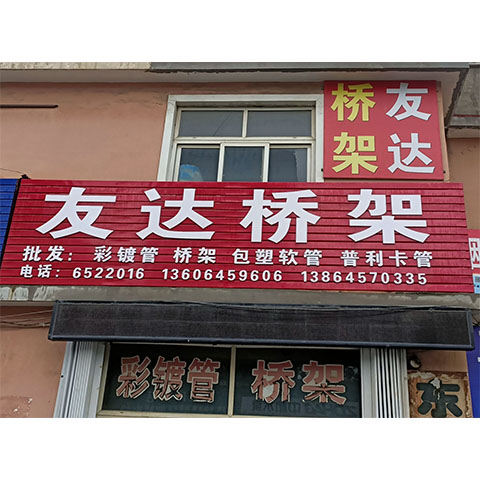 友达
桥架
友达桥架
批发：彩镀管 桥架 包塑软管 普利卡管
电话：6522016 13606459606 13864570335
彩镀管 桥架
东